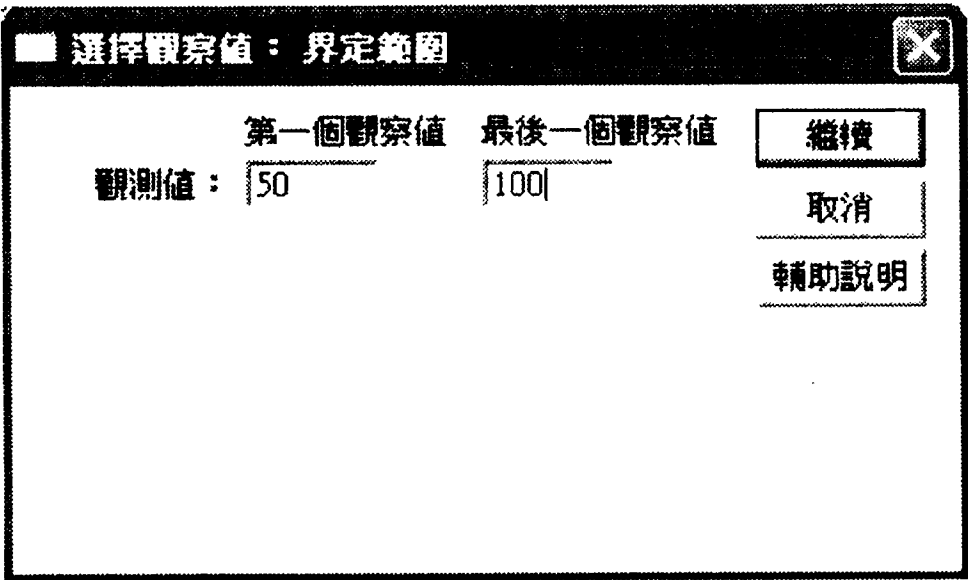 選擇觀察值： 界定範圍
第一個觀察值 最後一個觀察值
觀測值： 50 100
繼續
取消
輔助說明